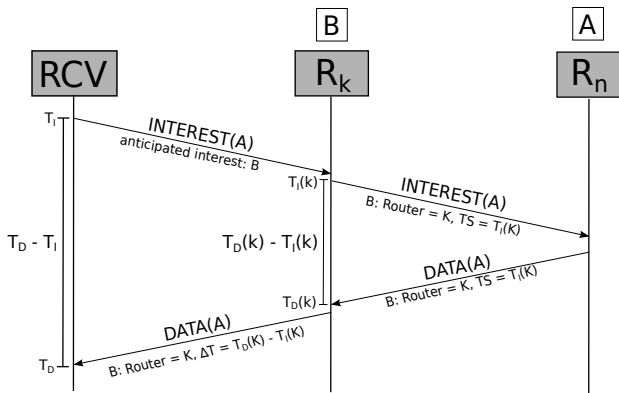 B
A
RCV
R_k
R_n
T_I
INTEREST(A)
anticipated interest: B
T_I(k)
INTEREST(A)
B: Router = K, TS = T_I(K)
T_D - T_I
T_D(k) - T_I(k)
DATA(A)
B: Router = K, TS = T_I(K)
T_D(k)
DATA(A)
B: Router = K, ΔT = T_D(K) - T_I(K)
T_D